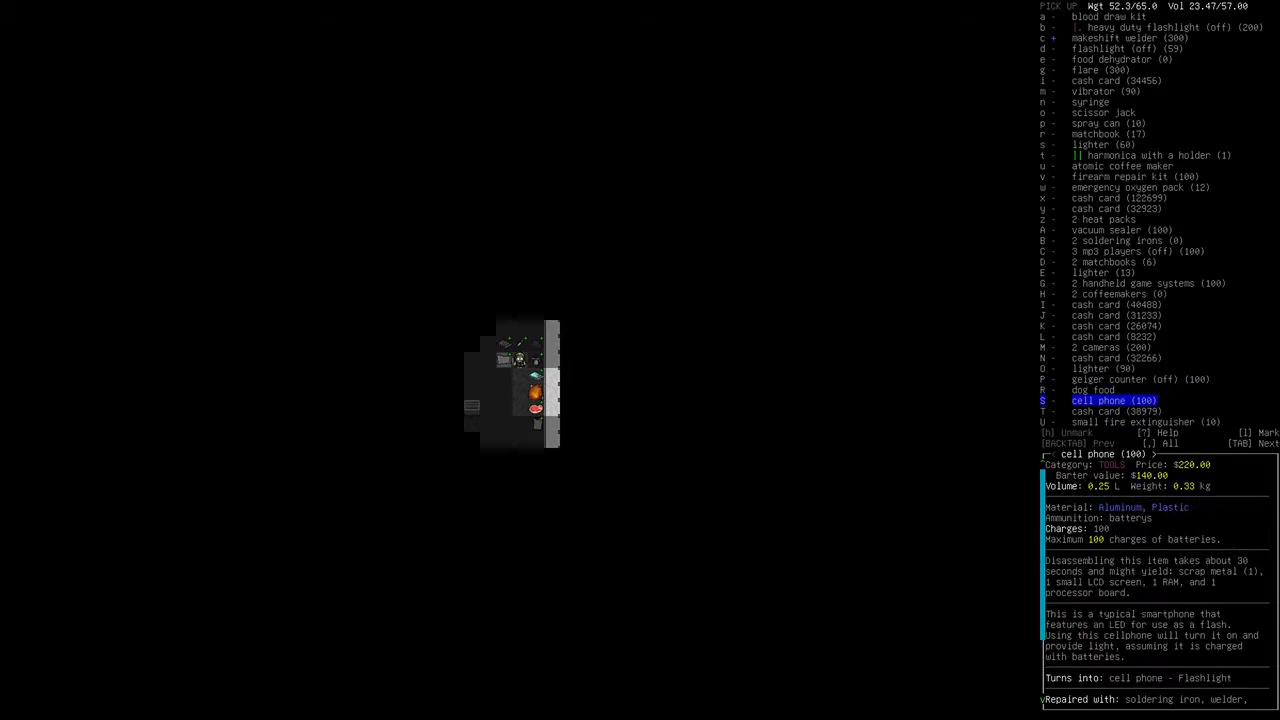 PICK UP  Wgt 52.3/65.0  Vol 23.47/57.00
a - blood draw kit
b - |. heavy duty flashlight (off) (200)
c + makeshift welder (300)
d - flashlight (off) (59)
e - food dehydrator (0)
g - flare (300)
i - cash card (34456)
m - vibrator (90)
n - syringe
o - scissor jack
p - spray can (10)
r - matchbook (17)
s - lighter (60)
t - || harmonica with a holder (1)
u - atomic coffee maker
v - firearm repair kit (100)
w - emergency oxygen pack (12)
x - cash card (122699)
y - cash card (32923)
z - 2 heat packs
A - vacuum sealer (100)
B - 2 soldering irons (0)
C - 3 mp3 players (off) (100)
D - 2 matchbooks (6)
E - lighter (13)
G - 2 handheld game systems (100)
H - 2 coffeemakers (0)
I - cash card (40488)
J - cash card (31233)
K - cash card (26074)
L - cash card (8232)
M - 2 cameras (200)
N - cash card (32266)
O - lighter (90)
P - geiger counter (off) (100)
R - dog food
S - cell phone (100)
T - cash card (38979)
U - small fire extinguisher (10)
[h] Unmark [?] Help [l] Mark
[BACKTAB] Prev [,] All [TAB] Next
< cell phone (100) >
Category: TOOLS  Price: $220.00
Barter value: $140.00
Volume: 0.25 L  Weight: 0.33 kg
Material: Aluminum, Plastic
Ammunition: batterys
Charges: 100
Maximum 100 charges of batteries.
Disassembling this item takes about 30
seconds and might yield: scrap metal (1),
1 small LCD screen, 1 RAM, and 1
processor board.
This is a typical smartphone that
features an LED for use as a flash.
Using this cellphone will turn it on and
provide light, assuming it is charged
with batteries.
Turns into: cell phone - Flashlight
Repaired with: soldering iron, welder,